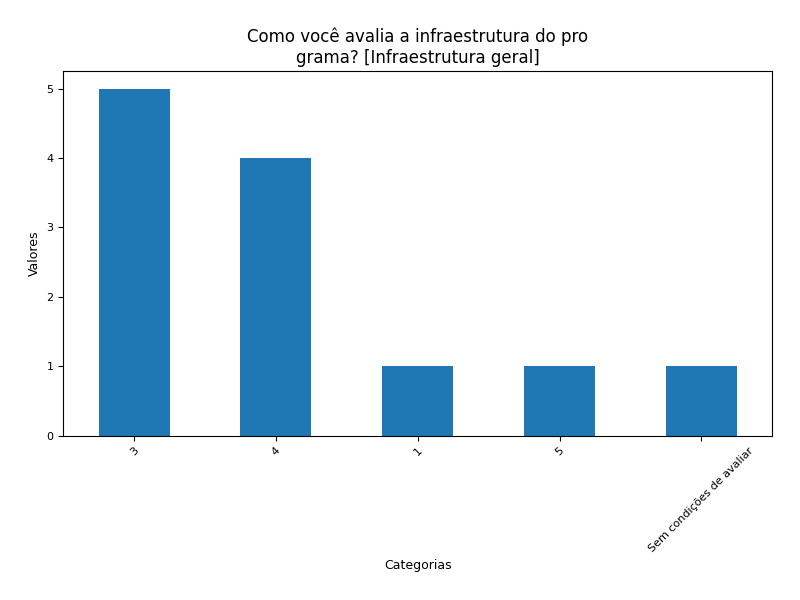 Como você avalia a infraestrutura do pro
grama? [Infraestrutura geral]
5
4
3
2
1
0
Valores
3
4
1
5
Sem condições de avaliar
Categorias